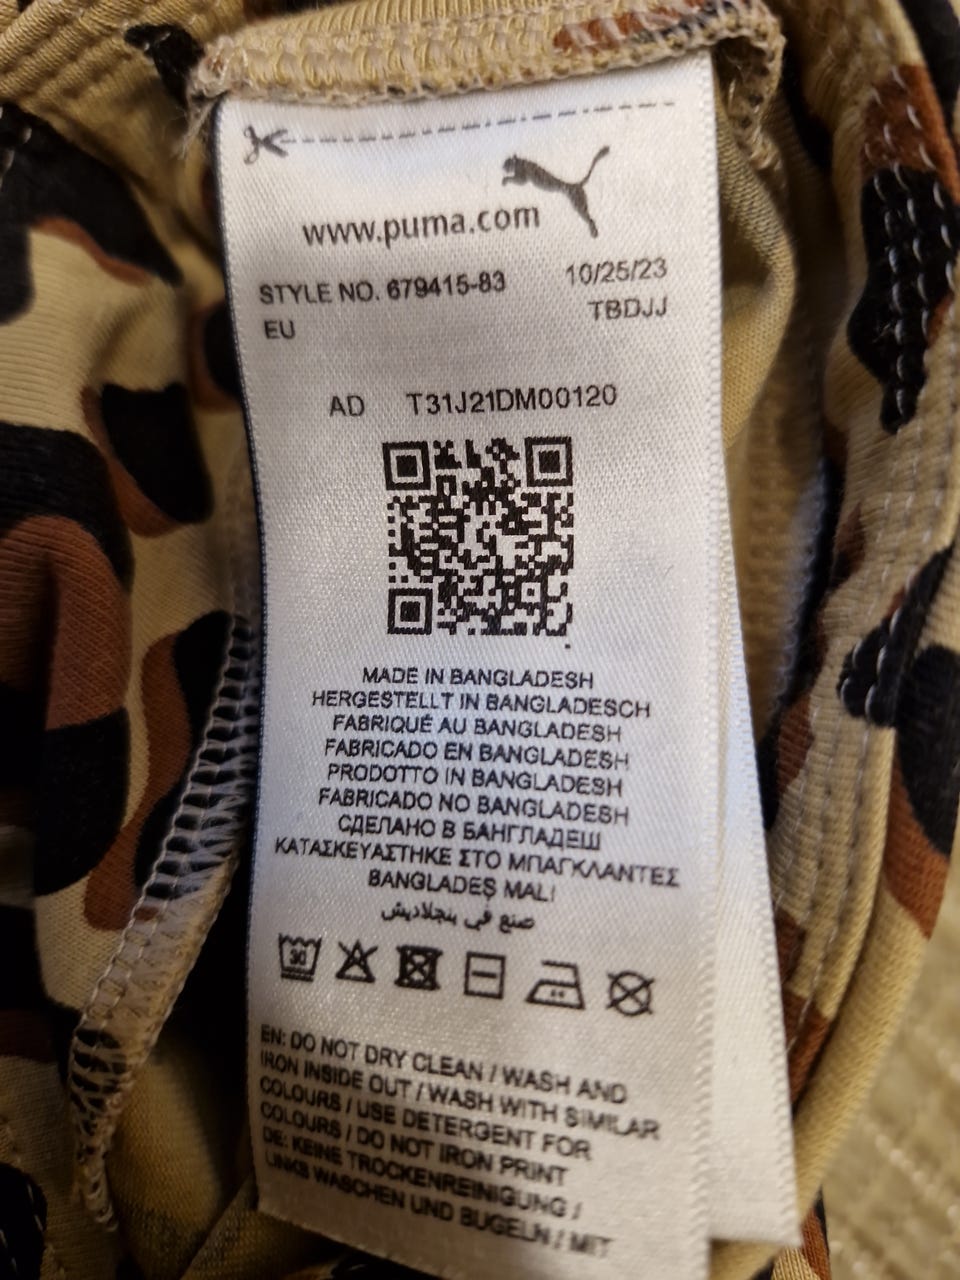 www.puma.com
STYLE NO. 679415-83 10/25/23
EU TBDJJ
AD T31J21DM00120
MADE IN BANGLADESH
HERGESTELLT IN BANGLADESCH
FABRIQUÉ AU BANGLADESH
FABRICADO EN BANGLADESH
PRODOTTO IN BANGLADESH
FABRICADO NO BANGLADESH
СДЕЛАНО В БАНГЛАДЕШ
ΚΑΤΑΣΚΕΥΑΣΤΗΚΕ ΣΤΟ ΜΠΑΓΚΛΑΝΤΕΣ
BANGLADEŞ MALI
صنع في بنجلاديش
30
EN: DO NOT DRY CLEAN / WASH AND
IRON INSIDE OUT / WASH WITH SIMILAR
COLOURS / USE DETERGENT FOR
COLOURS / DO NOT IRON PRINT
DE: KEINE TROCKENREINIGUNG /
LINKS WASCHEN UND BÜGELN / MIT